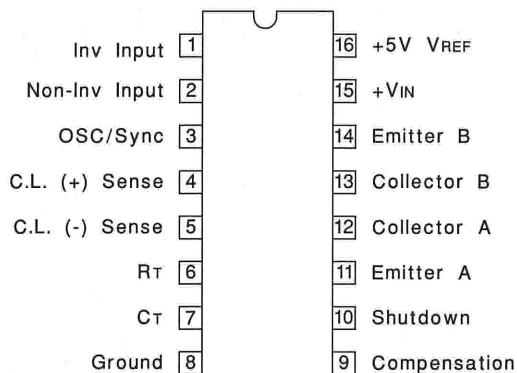 Inv Input 1 16 +5V VREF
Non-Inv Input 2 15 +VIN
OSC/Sync 3 14 Emitter B
C.L. (+) Sense 4 13 Collector B
C.L. (-) Sense 5 12 Collector A
RT 6 11 Emitter A
CT 7 10 Shutdown
Ground 8 9 Compensation